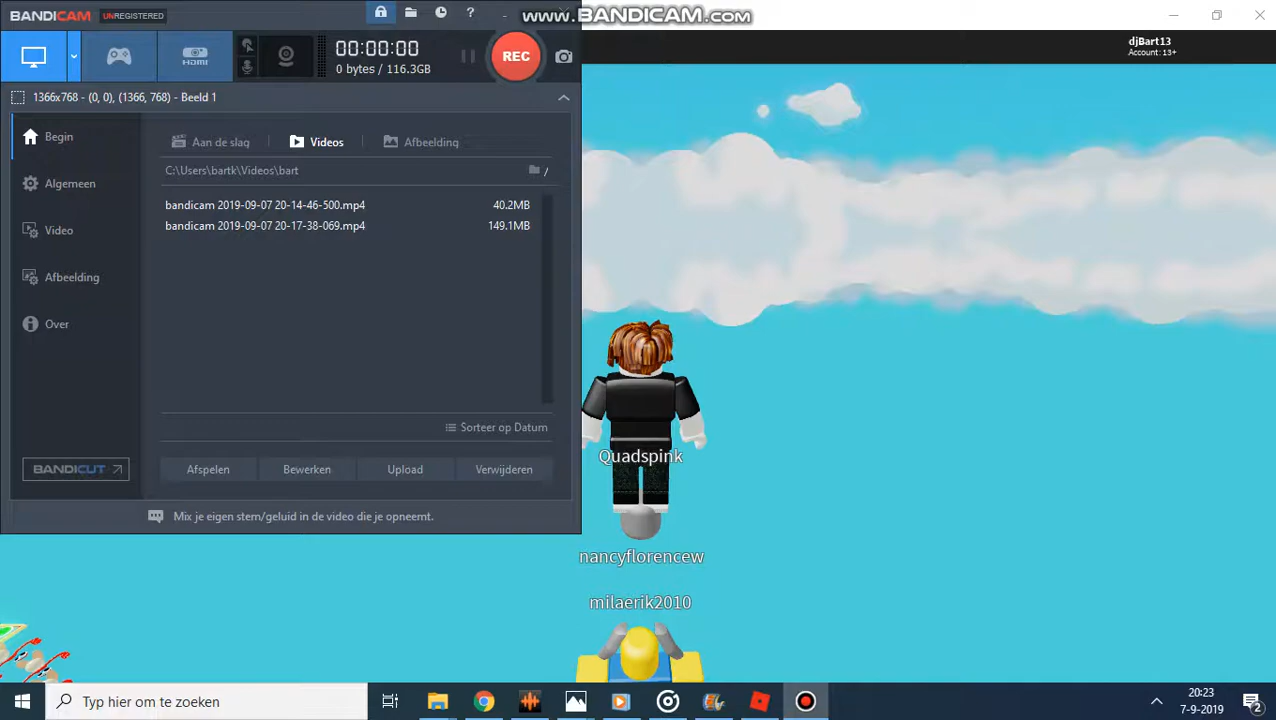 BANDICAM UNREGISTERED
www.BANDICAM.com
00:00:00
0 bytes / 116.3GB
HDMI
REC
djBart13
Account: 13+
1366x768 - (0, 0), (1366, 768) - Beeld 1
Begin
Algemeen
Video
Afbeelding
Over
BANDICUT
Aan de slag
Videos
Afbeelding
C:\Users\bartk\Videos\bart
/
bandicam 2019-09-07 20-14-46-500.mp4 40.2MB
bandicam 2019-09-07 20-17-38-069.mp4 149.1MB
Sorteer op Datum
Afspelen
Bewerken
Upload
Verwijderen
Mix je eigen stem/geluid in de video die je opneemt.
Quadspink
nancyflorencew
milaerik2010
Typ hier om te zoeken
20:23
7-9-2019
2